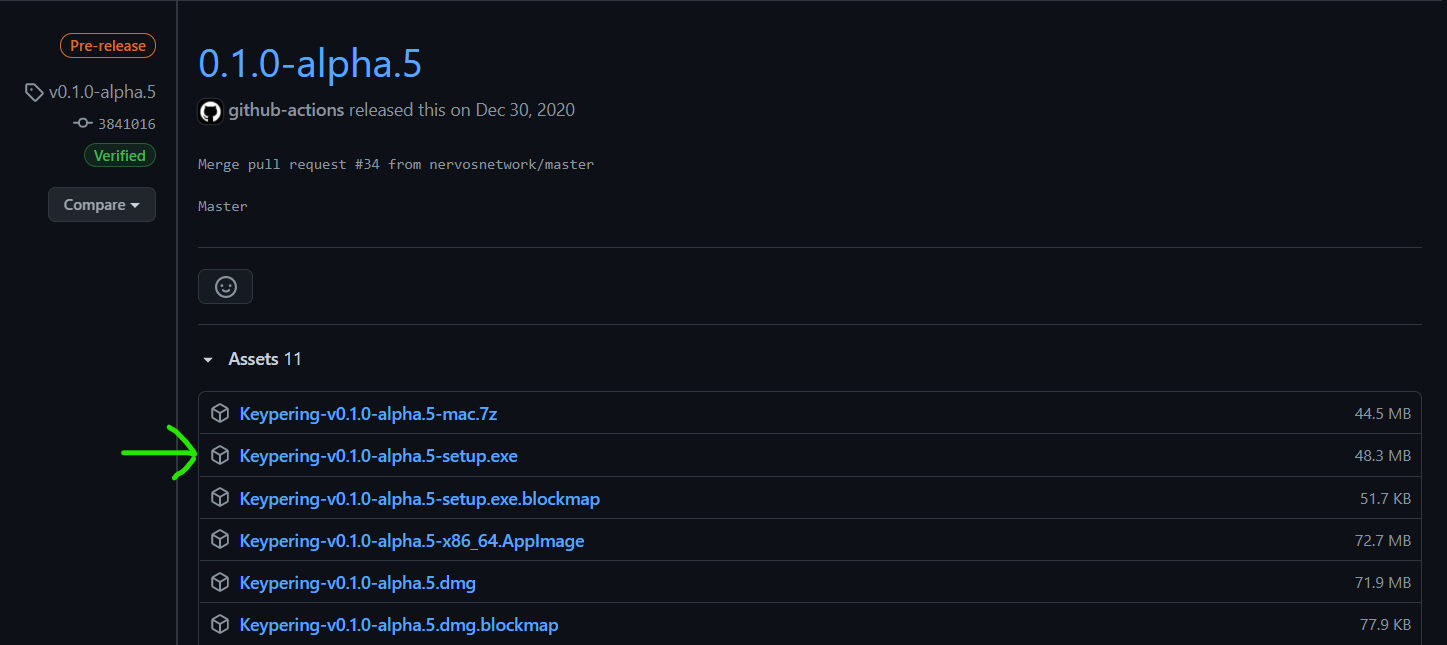 Pre-release
v0.1.0-alpha.5
3841016
Verified
Compare
0.1.0-alpha.5
github-actions released this on Dec 30, 2020
Merge pull request #34 from nervosnetwork/master
Master
Assets 11
Keypering-v0.1.0-alpha.5-mac.7z 44.5 MB
Keypering-v0.1.0-alpha.5-setup.exe 48.3 MB
Keypering-v0.1.0-alpha.5-setup.exe.blockmap 51.7 KB
Keypering-v0.1.0-alpha.5-x86_64.AppImage 72.7 MB
Keypering-v0.1.0-alpha.5.dmg 71.9 MB
Keypering-v0.1.0-alpha.5.dmg.blockmap 77.9 KB